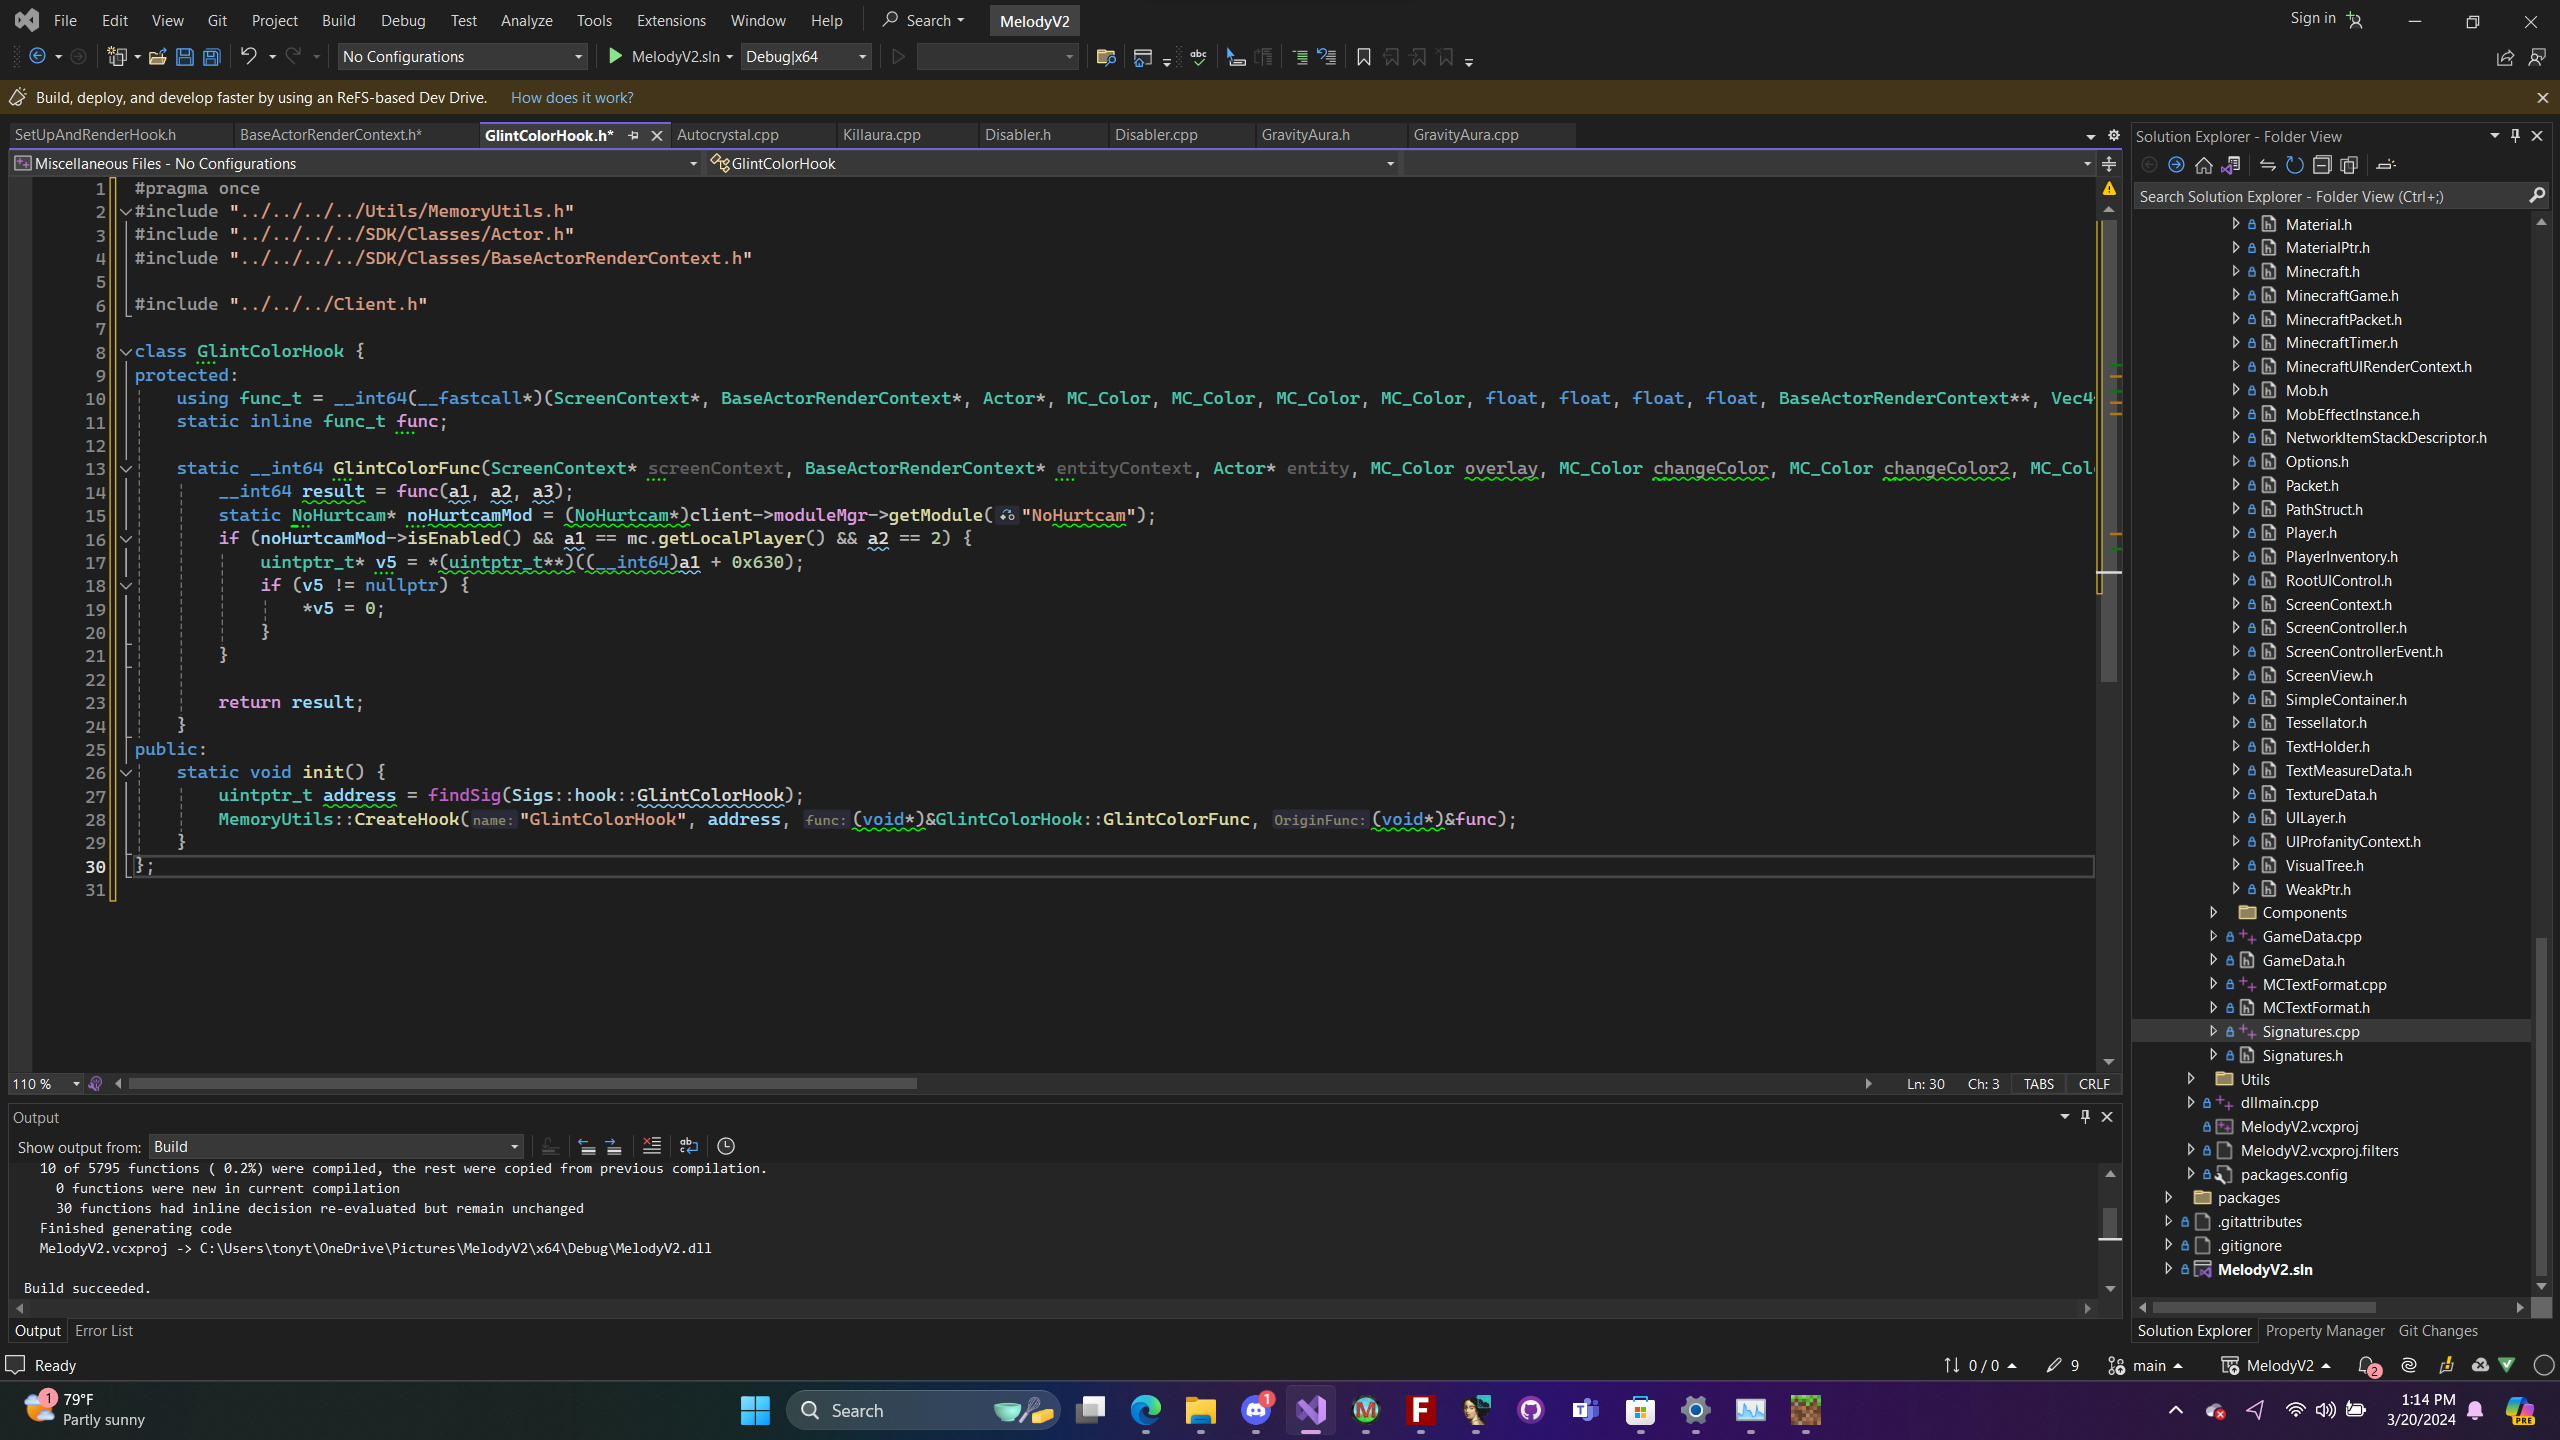 File Edit View Git Project Build Debug Test Analyze Tools Extensions Window Help Search MelodyV2 Sign in
No Configurations MelodyV2.sln Debug|x64
Build, deploy, and develop faster by using an ReFS-based Dev Drive. How does it work?
SetUpAndRenderHook.h BaseActorRenderContext.h* GlintColorHook.h* Autocrystal.cpp Killaura.cpp Disabler.h Disabler.cpp GravityAura.h GravityAura.cpp
Miscellaneous Files - No Configurations GlintColorHook
1 #pragma once
2 #include "../../../../Utils/MemoryUtils.h"
3 #include "../../../../SDK/Classes/Actor.h"
4 #include "../../../../SDK/Classes/BaseActorRenderContext.h"
5
6 #include "../../../Client.h"
7
8 class GlintColorHook {
9 protected:
10 using func_t = __int64(__fastcall*)(ScreenContext*, BaseActorRenderContext*, Actor*, MC_Color, MC_Color, MC_Color, MC_Color, float, float, float, float, BaseActorRenderContext**, Vec4
11 static inline func_t func;
12
13 static __int64 GlintColorFunc(ScreenContext* screenContext, BaseActorRenderContext* entityContext, Actor* entity, MC_Color overlay, MC_Color changeColor, MC_Color changeColor2, MC_Col
14 __int64 result = func(a1, a2, a3);
15 static NoHurtcam* noHurtcamMod = (NoHurtcam*)client->moduleMgr->getModule("NoHurtcam");
16 if (noHurtcamMod->isEnabled() && a1 == mc.getLocalPlayer() && a2 == 2) {
17 uintptr_t* v5 = *(uintptr_t**)((__int64)a1 + 0x630);
18 if (v5 != nullptr) {
19 *v5 = 0;
20 }
21 }
22
23 return result;
24 }
25 public:
26 static void init() {
27 uintptr_t address = findSig(Sigs::hook::GlintColorHook);
28 MemoryUtils::CreateHook(name: "GlintColorHook", address, func: (void*)&GlintColorHook::GlintColorFunc, OriginFunc: (void*)&func);
29 }
30 };
31
110 % Ln: 30 Ch: 3 TABS CRLF
Output
Show output from: Build
10 of 5795 functions ( 0.2%) were compiled, the rest were copied from previous compilation.
0 functions were new in current compilation
30 functions had inline decision re-evaluated but remain unchanged
Finished generating code
MelodyV2.vcxproj -> C:\Users\tonyt\OneDrive\Pictures\MelodyV2\x64\Debug\MelodyV2.dll
Build succeeded.
Output Error List
Solution Explorer - Folder View
Search Solution Explorer - Folder View (Ctrl+;)
Material.h
MaterialPtr.h
Minecraft.h
MinecraftGame.h
MinecraftPacket.h
MinecraftTimer.h
MinecraftUIRenderContext.h
Mob.h
MobEffectInstance.h
NetworkItemStackDescriptor.h
Options.h
Packet.h
PathStruct.h
Player.h
PlayerInventory.h
RootUIControl.h
ScreenContext.h
ScreenController.h
ScreenControllerEvent.h
ScreenView.h
SimpleContainer.h
Tessellator.h
TextHolder.h
TextMeasureData.h
TextureData.h
UILayer.h
UIProfanityContext.h
VisualTree.h
WeakPtr.h
Components
GameData.cpp
GameData.h
MCTextFormat.cpp
MCTextFormat.h
Signatures.cpp
Signatures.h
Utils
dllmain.cpp
MelodyV2.vcxproj
MelodyV2.vcxproj.filters
packages.config
packages
.gitattributes
.gitignore
MelodyV2.sln
Solution Explorer Property Manager Git Changes
Ready 0 / 0 9 main MelodyV2 2
1 79°F
Partly sunny
Search
1
1:14 PM
3/20/2024
PRE